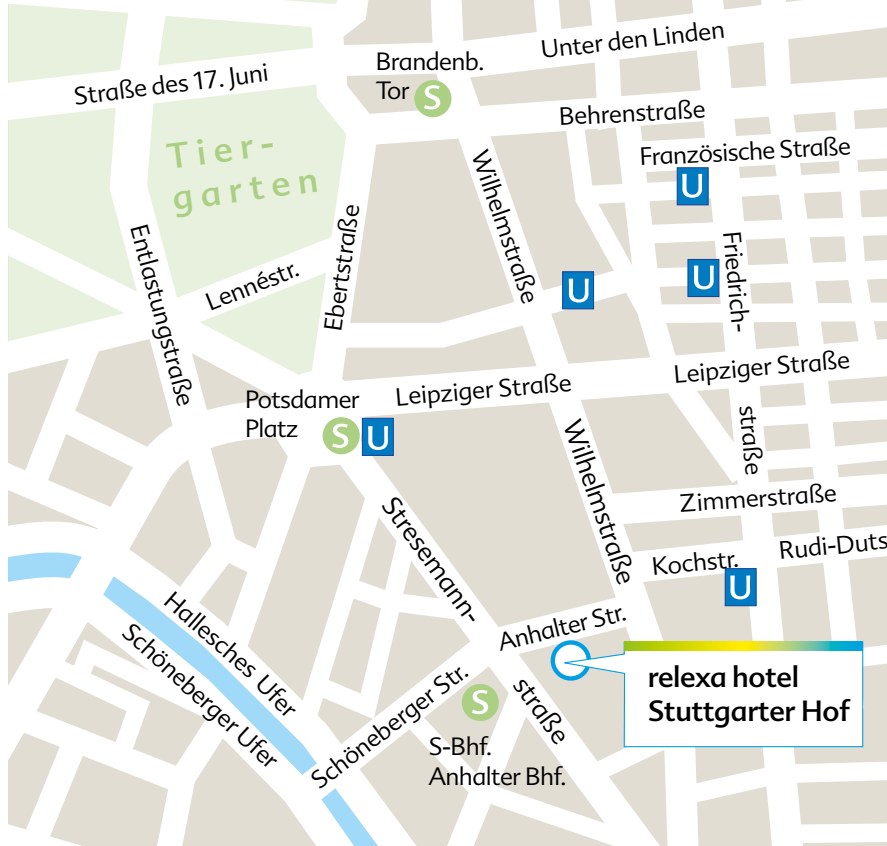 Unter den Linden
Brandenb.
Tor
S
Straße des 17. Juni
Behrenstraße
Tier-
garten
Französische Straße
U
Wilhelmstraße
Entlastungstraße
Ebertstraße
Friedrich-
straße
Lennéstr.
U
U
Leipziger Straße
Leipziger Straße
Potsdamer
Platz
S
U
Wilhelmstraße
Zimmerstraße
Stresemann-
straße
Kochstr.
Rudi-Duts
U
Hallesches Ufer
Schöneberger Ufer
Anhalter Str.
Schöneberger Str.
S
S-Bhf.
Anhalter Bhf.
relexa hotel
Stuttgarter Hof